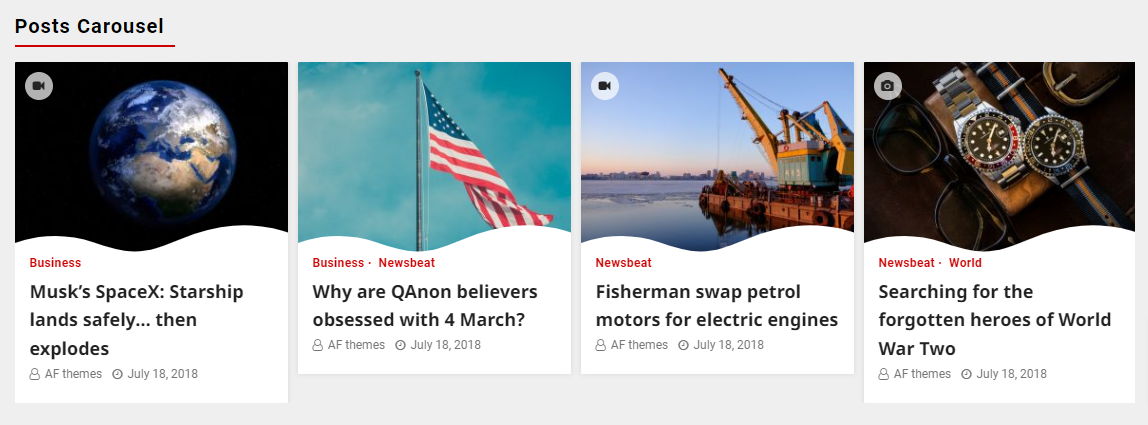 Posts Carousel
Business
Musk’s SpaceX: Starship
lands safely… then
explodes
AF themes July 18, 2018
Business · Newsbeat
Why are QAnon believers
obsessed with 4 March?
AF themes July 18, 2018
Newsbeat
Fisherman swap petrol
motors for electric engines
AF themes July 18, 2018
Newsbeat · World
Searching for the
forgotten heroes of World
War Two
AF themes July 18, 2018